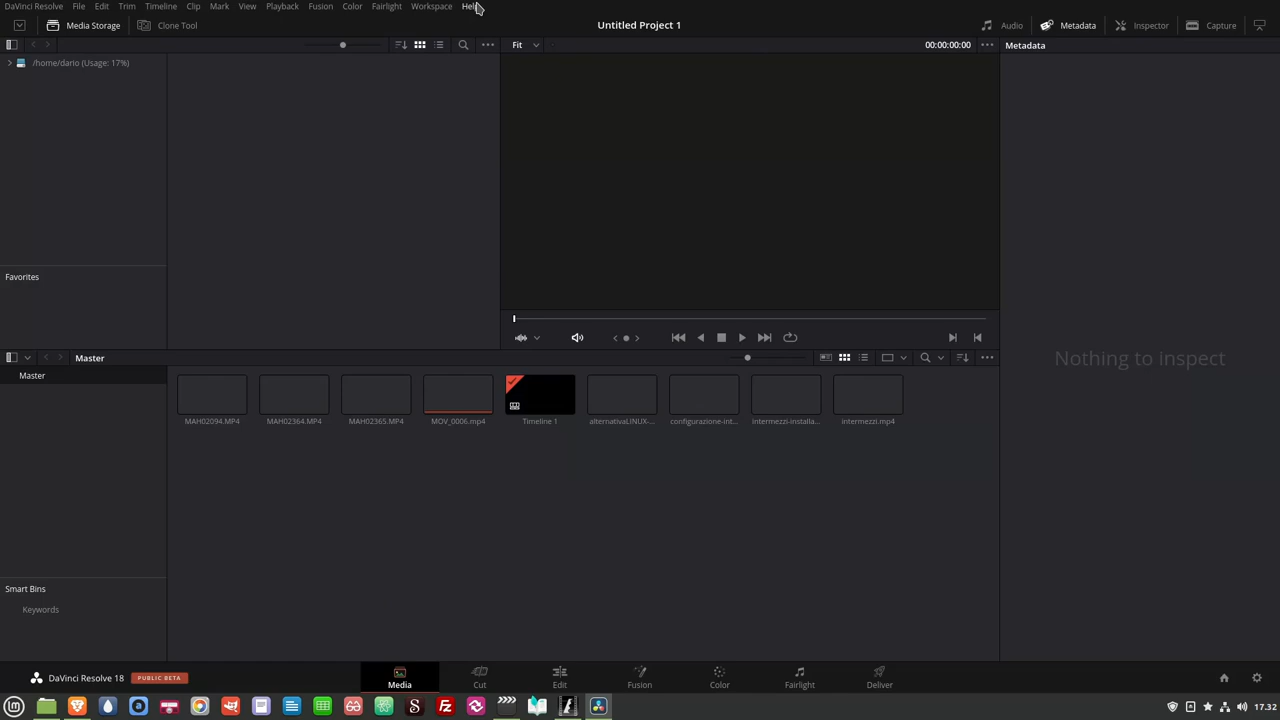 DaVinci Resolve File Edit Trim Timeline Clip Mark View Playback Fusion Color Fairlight Workspace Help
Media Storage Clone Tool Untitled Project 1 Audio Metadata Inspector Capture
Fit 00:00:00:00 Metadata
/home/dario (Usage: 17%)
Favorites
Master
Nothing to inspect
Master
MAH02094.MP4 MAH02364.MP4 MAH02365.MP4 MOV_0006.mp4 Timeline 1 alternativaLINUX-... configurazione-int... intermezzi-installa... intermezzi.mp4
Smart Bins
Keywords
DaVinci Resolve 18 PUBLIC BETA
Media Cut Edit Fusion Color Fairlight Deliver
17.32